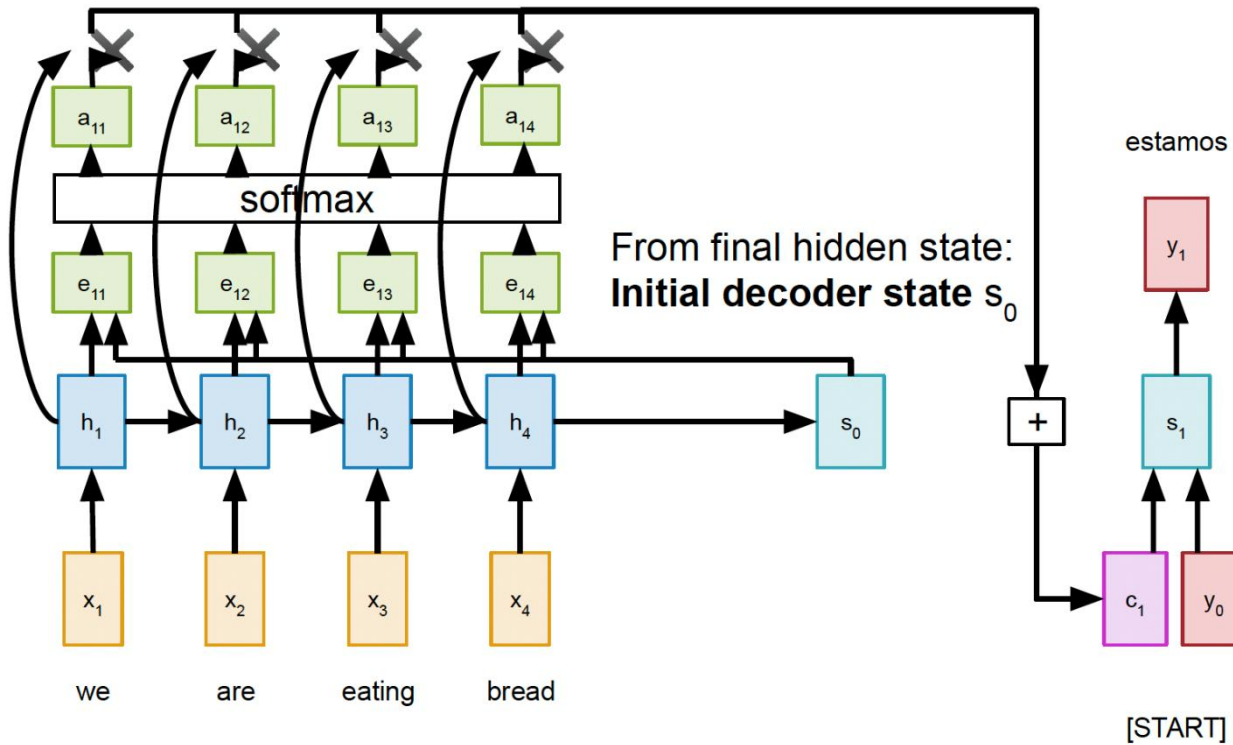 a₁₁ a₁₂ a₁₃ a₁₄
estamos
softmax
y₁
From final hidden state:
e₁₁ e₁₂ e₁₃ e₁₄
Initial decoder state s₀
h₁ h₂ h₃ h₄ s₀ + s₁
x₁ x₂ x₃ x₄ c₁ y₀
we are eating bread
[START]